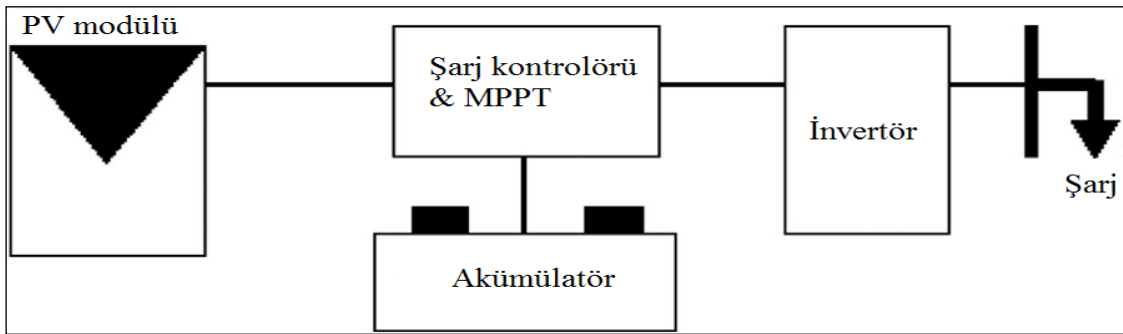 PV modülü
Şarj kontrolörü
& MPPT
İnvertör
Şarj
Akümülatör